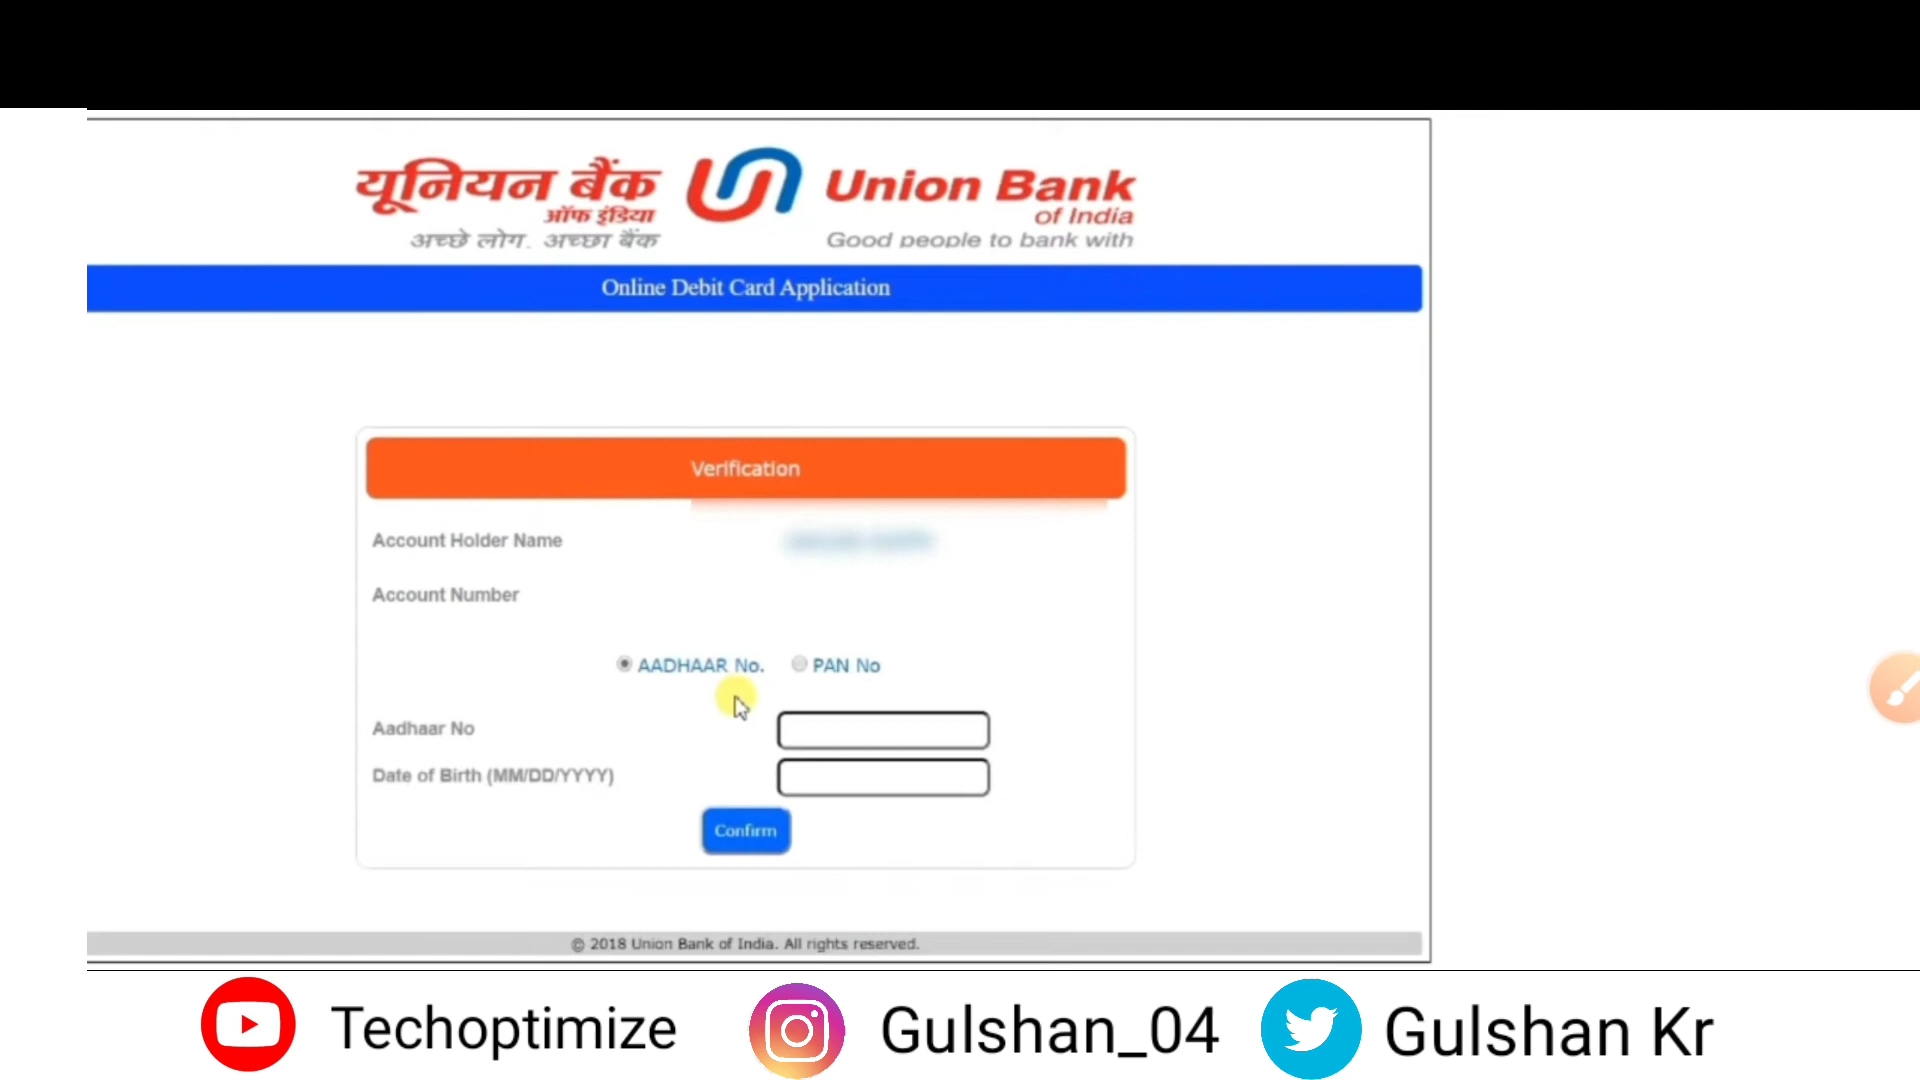 यूनियन बैंक
ऑफ इंडिया
अच्छे लोग. अच्छा बैंक
Union Bank
of India
Good people to bank with
Online Debit Card Application
Verification
Account Holder Name
Account Number
AADHAAR No. PAN No
Aadhaar No
Date of Birth (MM/DD/YYYY)
Confirm
© 2018 Union Bank of India. All rights reserved.
Techoptimize Gulshan_04 Gulshan Kr